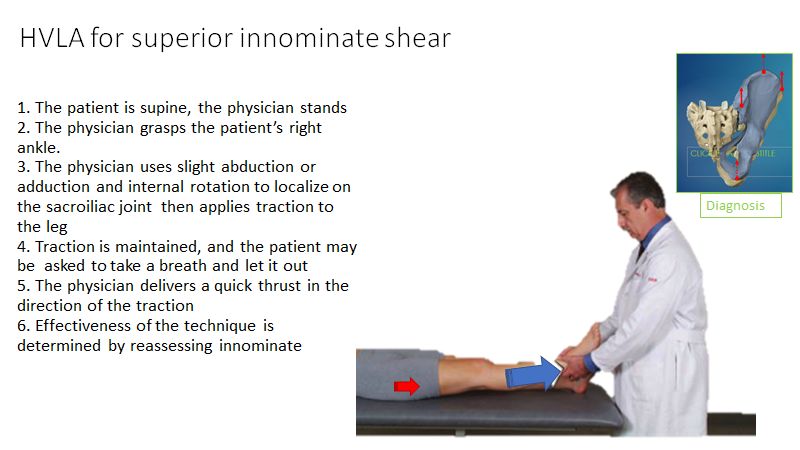 HVLA for superior innominate shear
1. The patient is supine, the physician stands
2. The physician grasps the patient's right
ankle.
3. The physician uses slight abduction or
adduction and internal rotation to localize on
the sacroiliac joint  then applies traction to
the leg
4. Traction is maintained, and the patient may
be  asked to take a breath and let it out
5. The physician delivers a quick thrust in the
direction of the traction
6. Effectiveness of the technique is
determined by reassessing innominate
Diagnosis